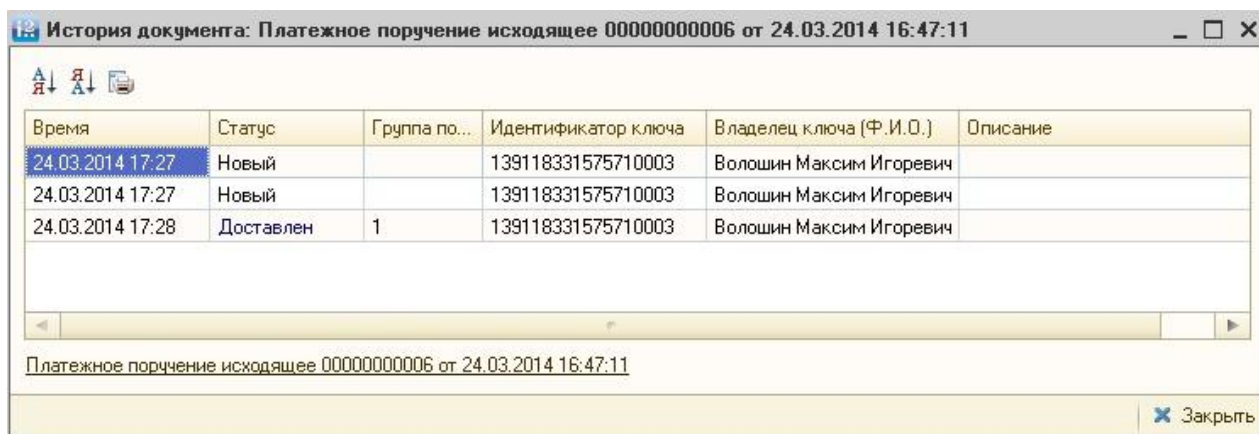 История документа: Платежное поручение исходящее 00000000006 от 24.03.2014 16:47:11
Время Статус Группа по... Идентификатор ключа Владелец ключа (Ф.И.О.) Описание
24.03.2014 17:27 Новый 139118331575710003 Волошин Максим Игоревич
24.03.2014 17:27 Новый 139118331575710003 Волошин Максим Игоревич
24.03.2014 17:28 Доставлен 1 139118331575710003 Волошин Максим Игоревич
Платежное поручение исходящее 00000000006 от 24.03.2014 16:47:11
Закрыть